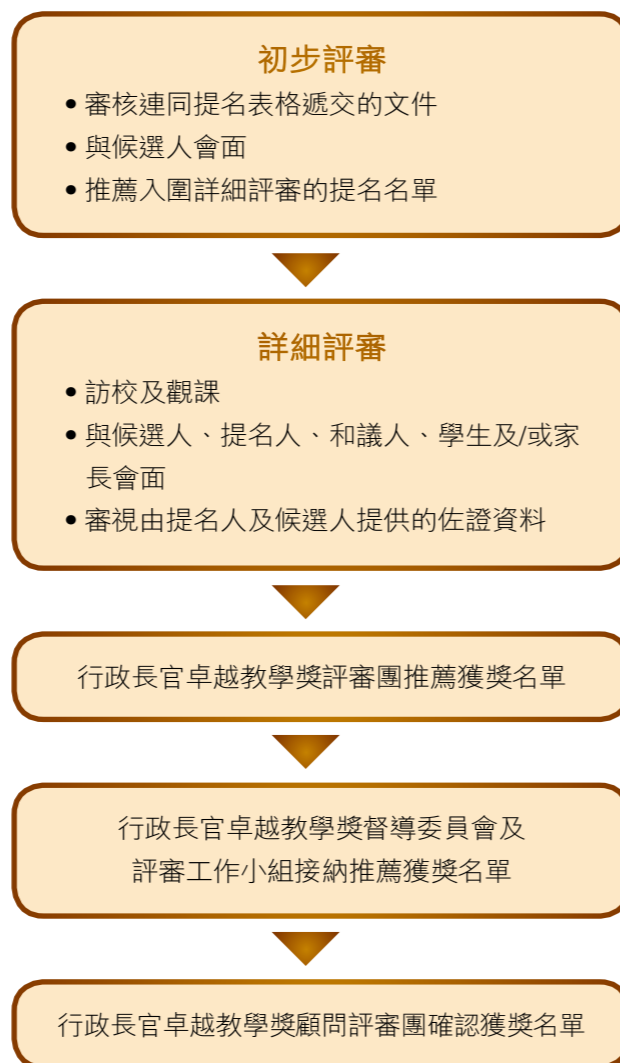 初步評審
• 審核連同提名表格遞交的文件
• 與候選人會面
• 推薦入圍詳細評審的提名名單
詳細評審
• 訪校及觀課
• 與候選人、提名人、和議人、學生及/或家
長會面
• 審視由提名人及候選人提供的佐證資料
行政長官卓越教學獎評審團推薦獲獎名單
行政長官卓越教學獎督導委員會及
評審工作小組接納推薦獲獎名單
行政長官卓越教學獎顧問評審團確認獲獎名單